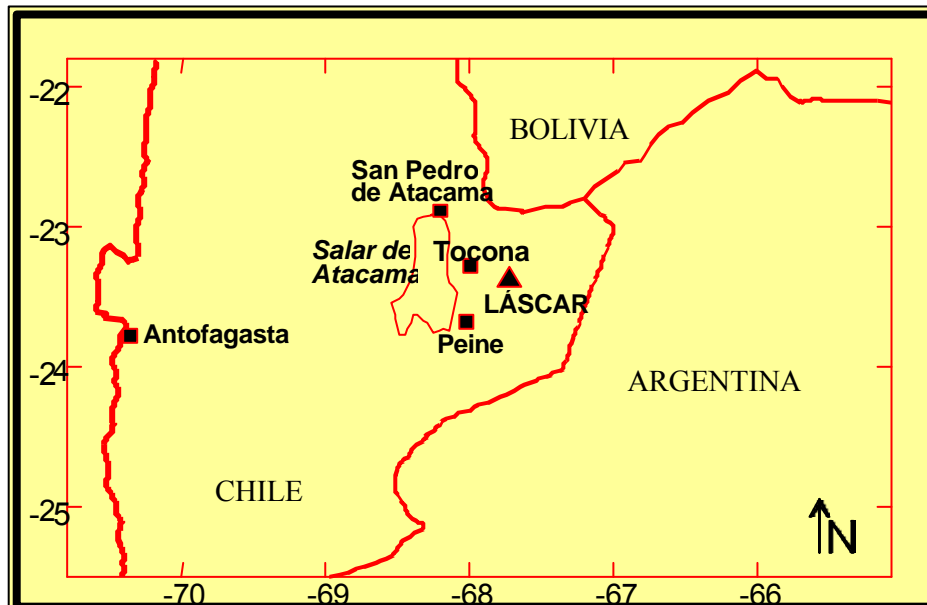 -22
BOLIVIA
San Pedro
de Atacama
-23
Salar de
Atacama
Tocona
LÁSCAR
Antofagasta
Peine
-24
ARGENTINA
CHILE
-25
N
-70
-69
-68
-67
-66